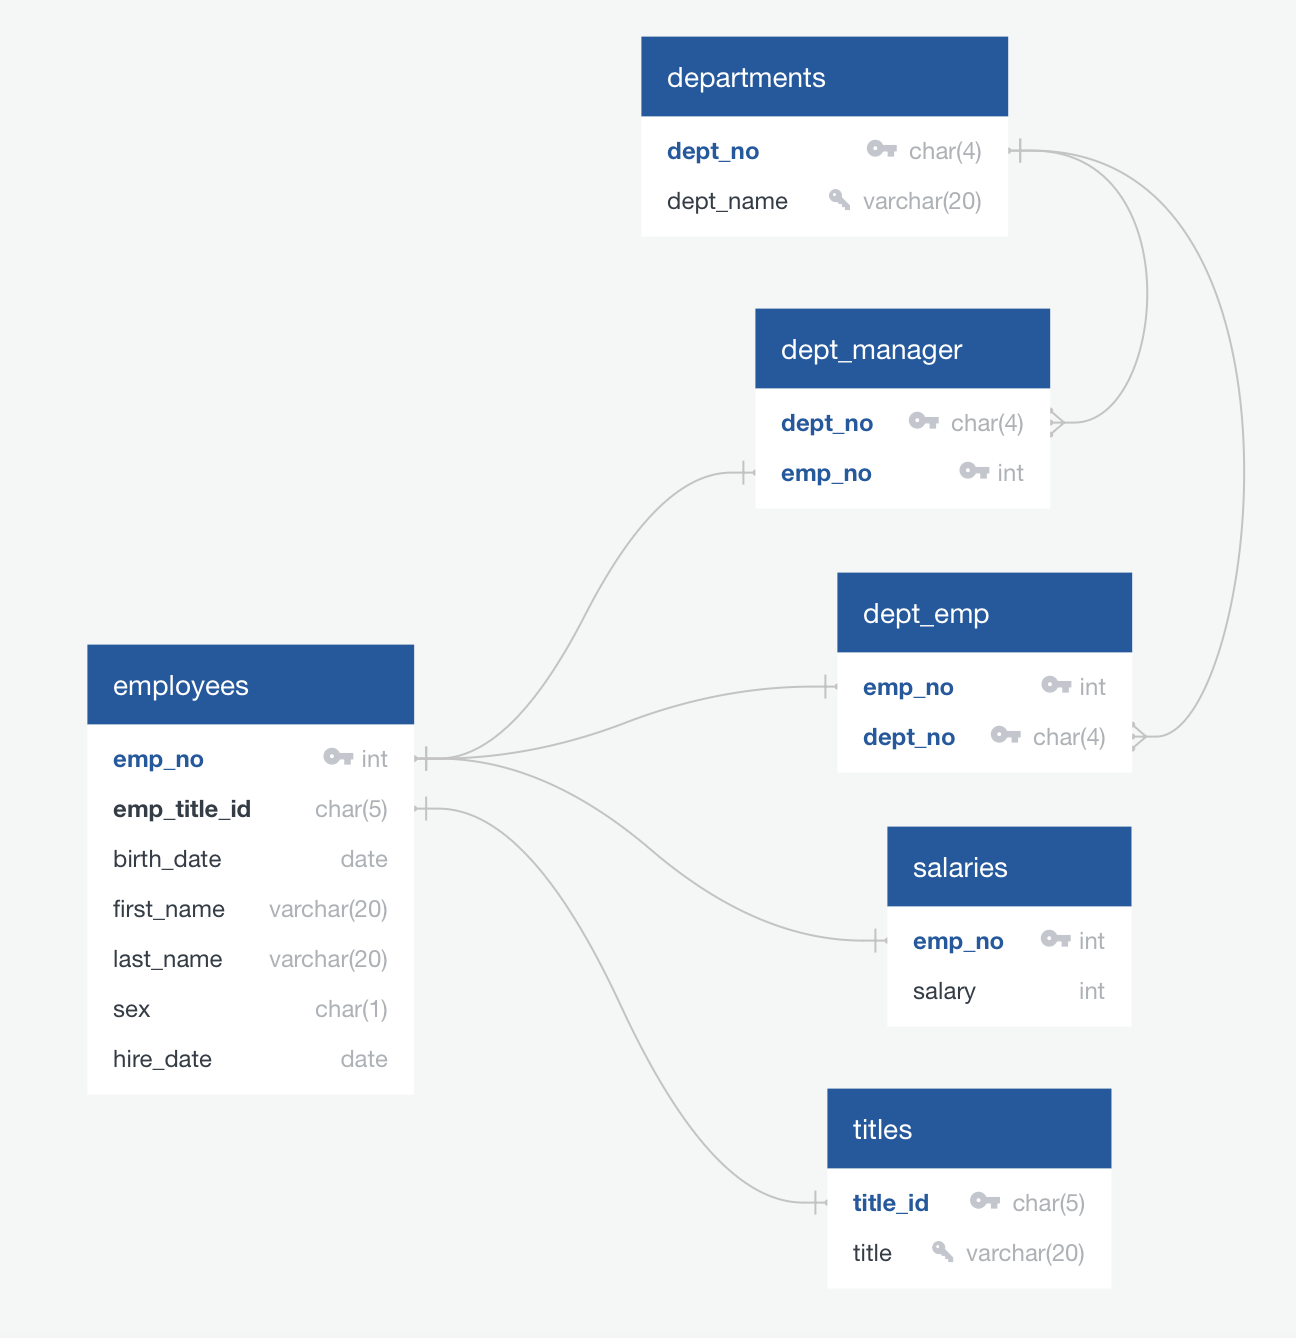 departments
dept_no char(4)
dept_name varchar(20)
dept_manager
dept_no char(4)
emp_no int
dept_emp
emp_no int
dept_no char(4)
employees
emp_no int
emp_title_id char(5)
birth_date date
first_name varchar(20)
last_name varchar(20)
sex char(1)
hire_date date
salaries
emp_no int
salary int
titles
title_id char(5)
title varchar(20)